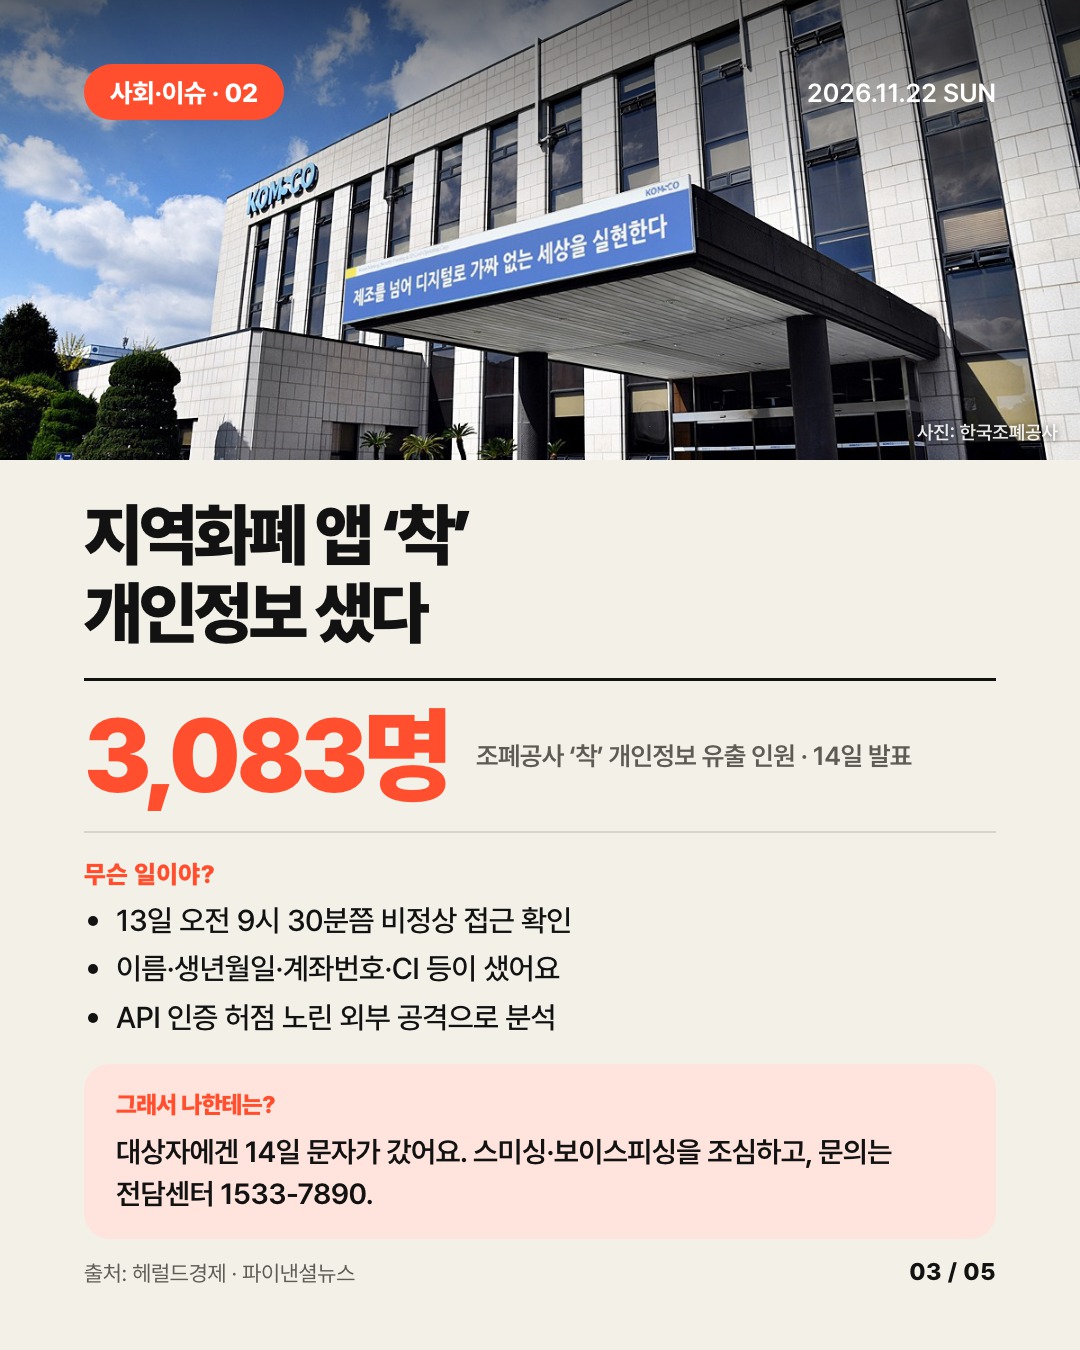 사회·이슈 · 02
2026.11.22 SUN
KOMSCO
KOMSCO
제조를 넘어 디지털로 가짜 없는 세상을 실현한다
사진: 한국조폐공사
지역화폐 앱 ‘착’
개인정보 샜다
3,083명
조폐공사 ‘착’ 개인정보 유출 인원 · 14일 발표
무슨 일이야?
• 13일 오전 9시 30분쯤 비정상 접근 확인
• 이름·생년월일·계좌번호·CI 등이 샜어요
• API 인증 허점 노린 외부 공격으로 분석
그래서 나한테는?
대상자에겐 14일 문자가 갔어요. 스미싱·보이스피싱을 조심하고, 문의는
전담센터 1533-7890.
출처: 헤럴드경제 · 파이낸셜뉴스
03 / 05